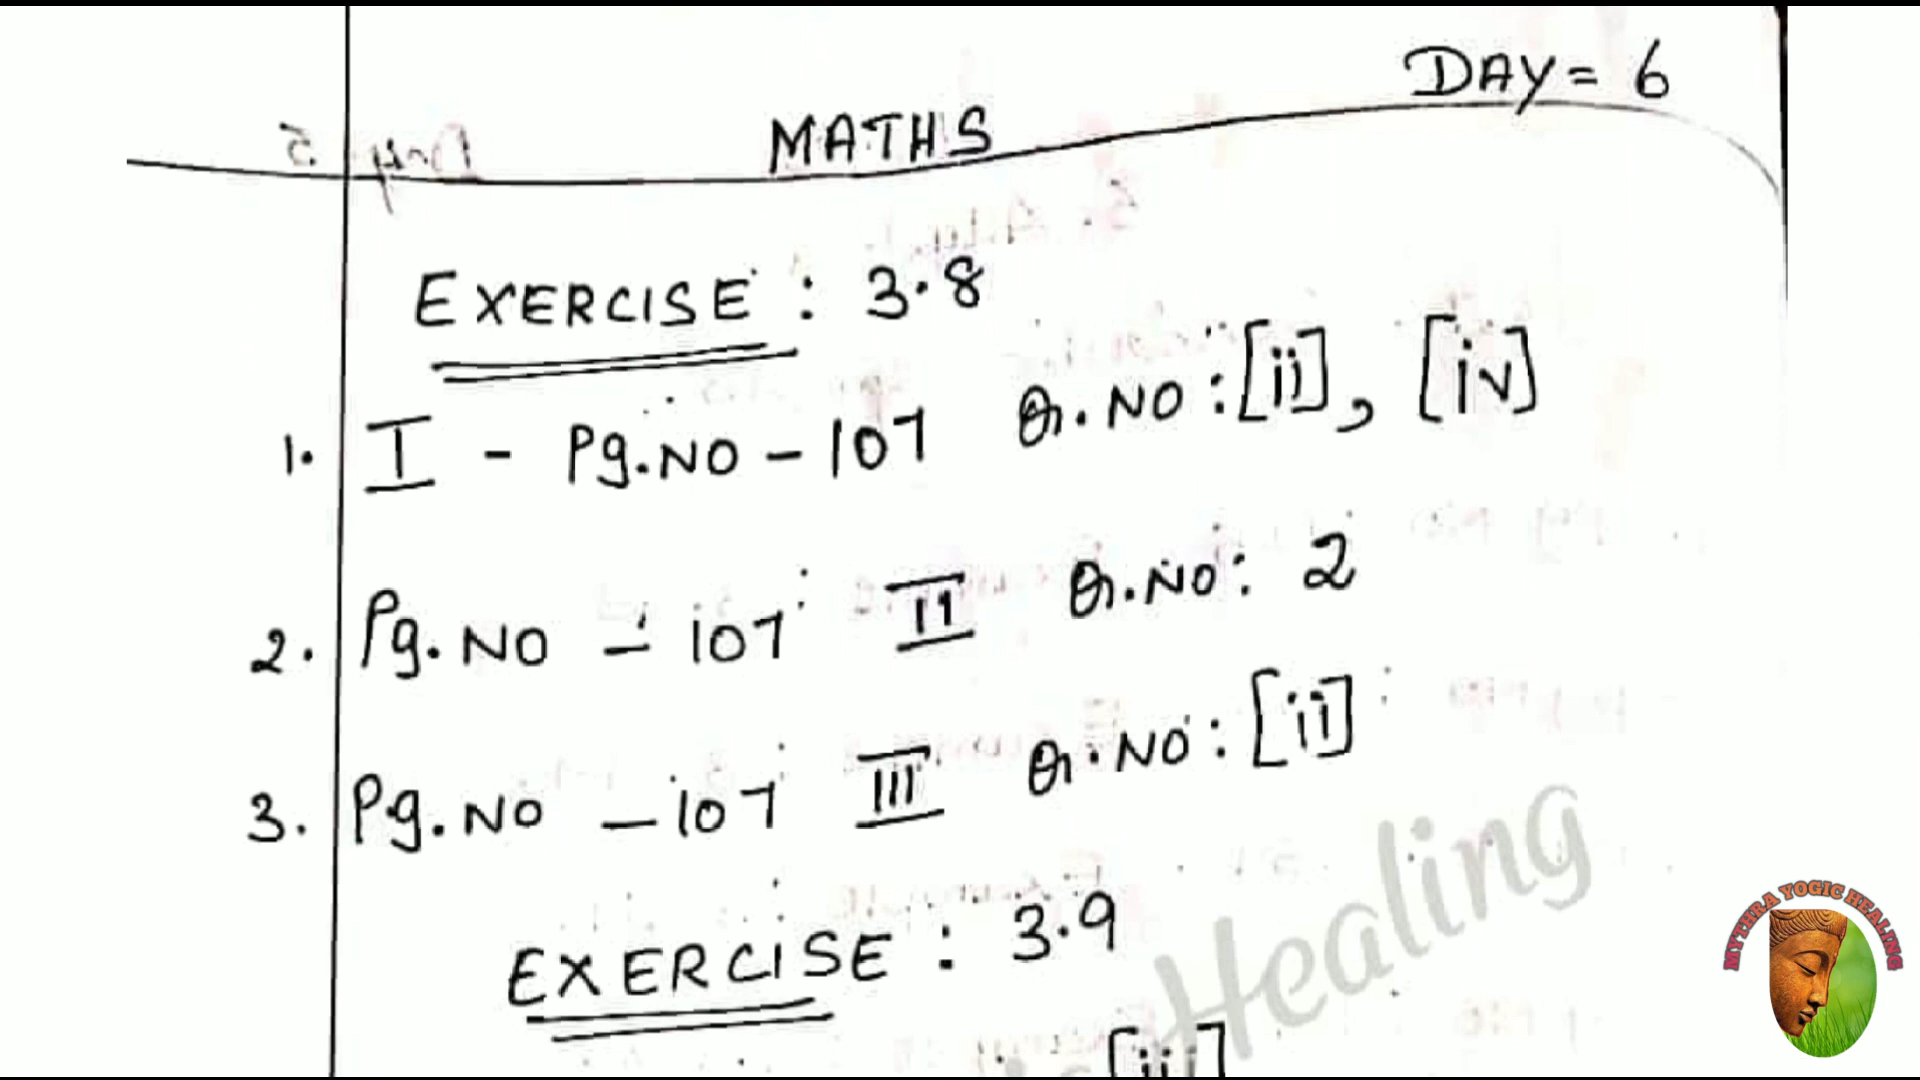 DAY = 6
MATHS
EXERCISE : 3.8
1. I - Pg.NO - 107 Q.NO : [ii], [iv]
2. Pg.NO - 107 II Q.NO: 2
3. Pg.NO - 107 III Q.NO: [ii]
EXERCISE : 3.9
[iii]
Healing
MYTHRA YOGIC HEALING